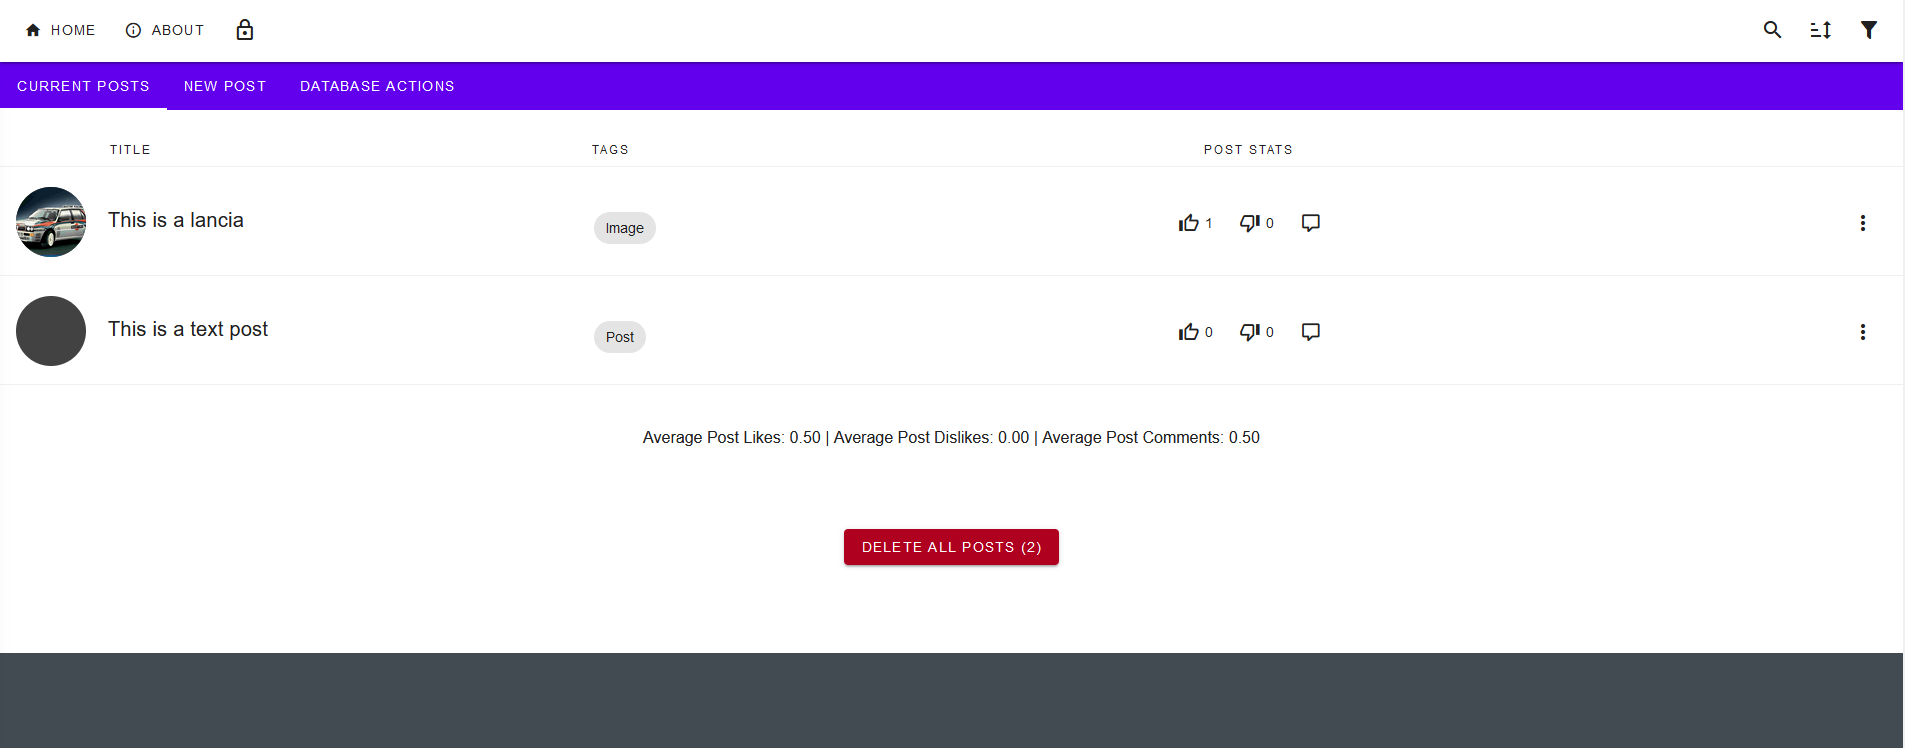 HOME ABOUT
CURRENT POSTS NEW POST DATABASE ACTIONS
TITLE TAGS POST STATS
This is a lancia Image 1 0
This is a text post Post 0 0
Average Post Likes: 0.50 | Average Post Dislikes: 0.00 | Average Post Comments: 0.50
DELETE ALL POSTS (2)